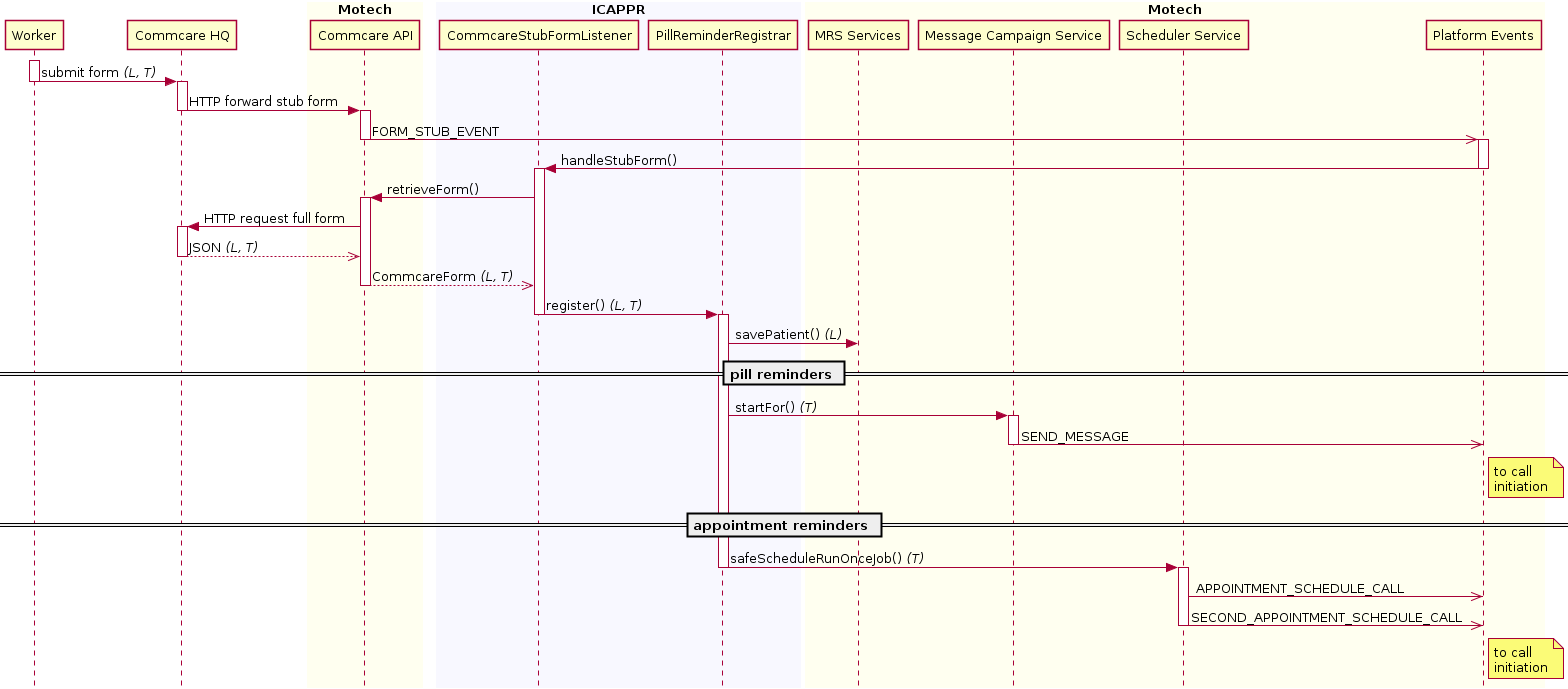 Motech
ICAPPR
Motech
Worker
Commcare HQ
Commcare API
CommcareStubFormListener
PillReminderRegistrar
MRS Services
Message Campaign Service
Scheduler Service
Platform Events
submit form (L, T)
HTTP forward stub form
FORM_STUB_EVENT
handleStubForm()
retrieveForm()
HTTP request full form
JSON (L, T)
CommcareForm (L, T)
register() (L, T)
savePatient() (L)
pill reminders
startFor() (T)
SEND_MESSAGE
to call
initiation
appointment reminders
safeScheduleRunOnceJob() (T)
APPOINTMENT_SCHEDULE_CALL
SECOND_APPOINTMENT_SCHEDULE_CALL
to call
initiation